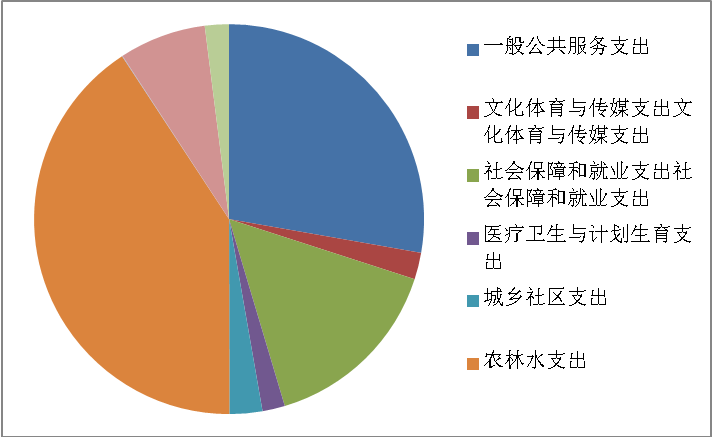 一般公共服务支出
文化体育与传媒支出文
化体育与传媒支出
社会保障和就业支出社
会保障和就业支出
医疗卫生与计划生育支
出
城乡社区支出
农林水支出